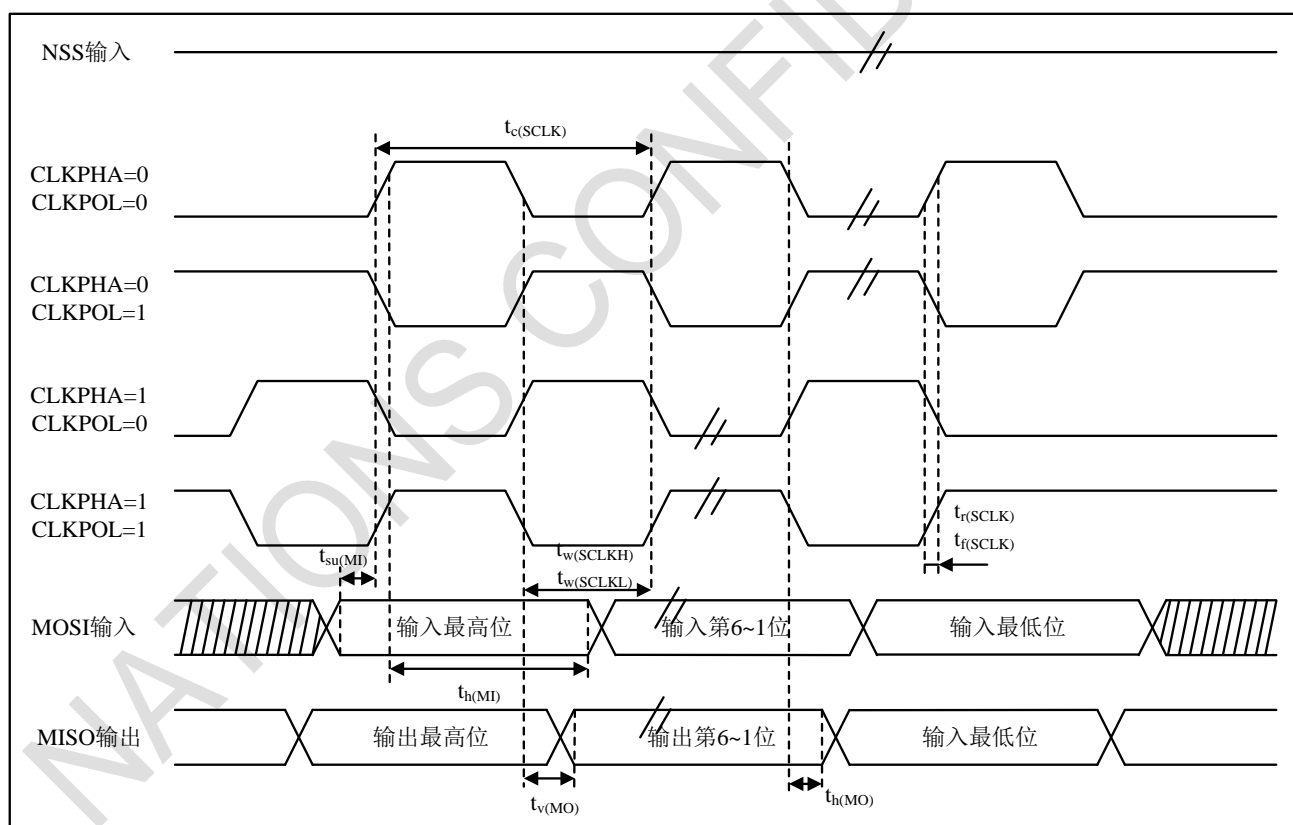 NSS输入
t_c(SCLK)
CLKPHA=0
CLKPOL=0
CLKPHA=0
CLKPOL=1
CLKPHA=1
CLKPOL=0
CLKPHA=1
CLKPOL=1
t_r(SCLK)
t_f(SCLK)
t_su(MI)
t_w(SCLKH)
t_w(SCLKL)
MOSI输入
输入最高位
输入第6~1位
输入最低位
t_h(MI)
MISO输出
输出最高位
输出第6~1位
输入最低位
t_v(MO)
t_h(MO)
NATIONS CONFID